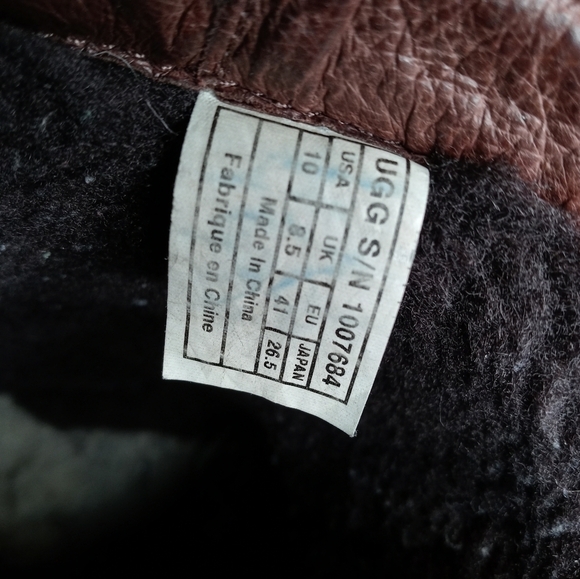 UGG S/N 1007684
USA UK EU JAPAN
10 8.5 41 26.5
Made In China
Fabrique en Chine